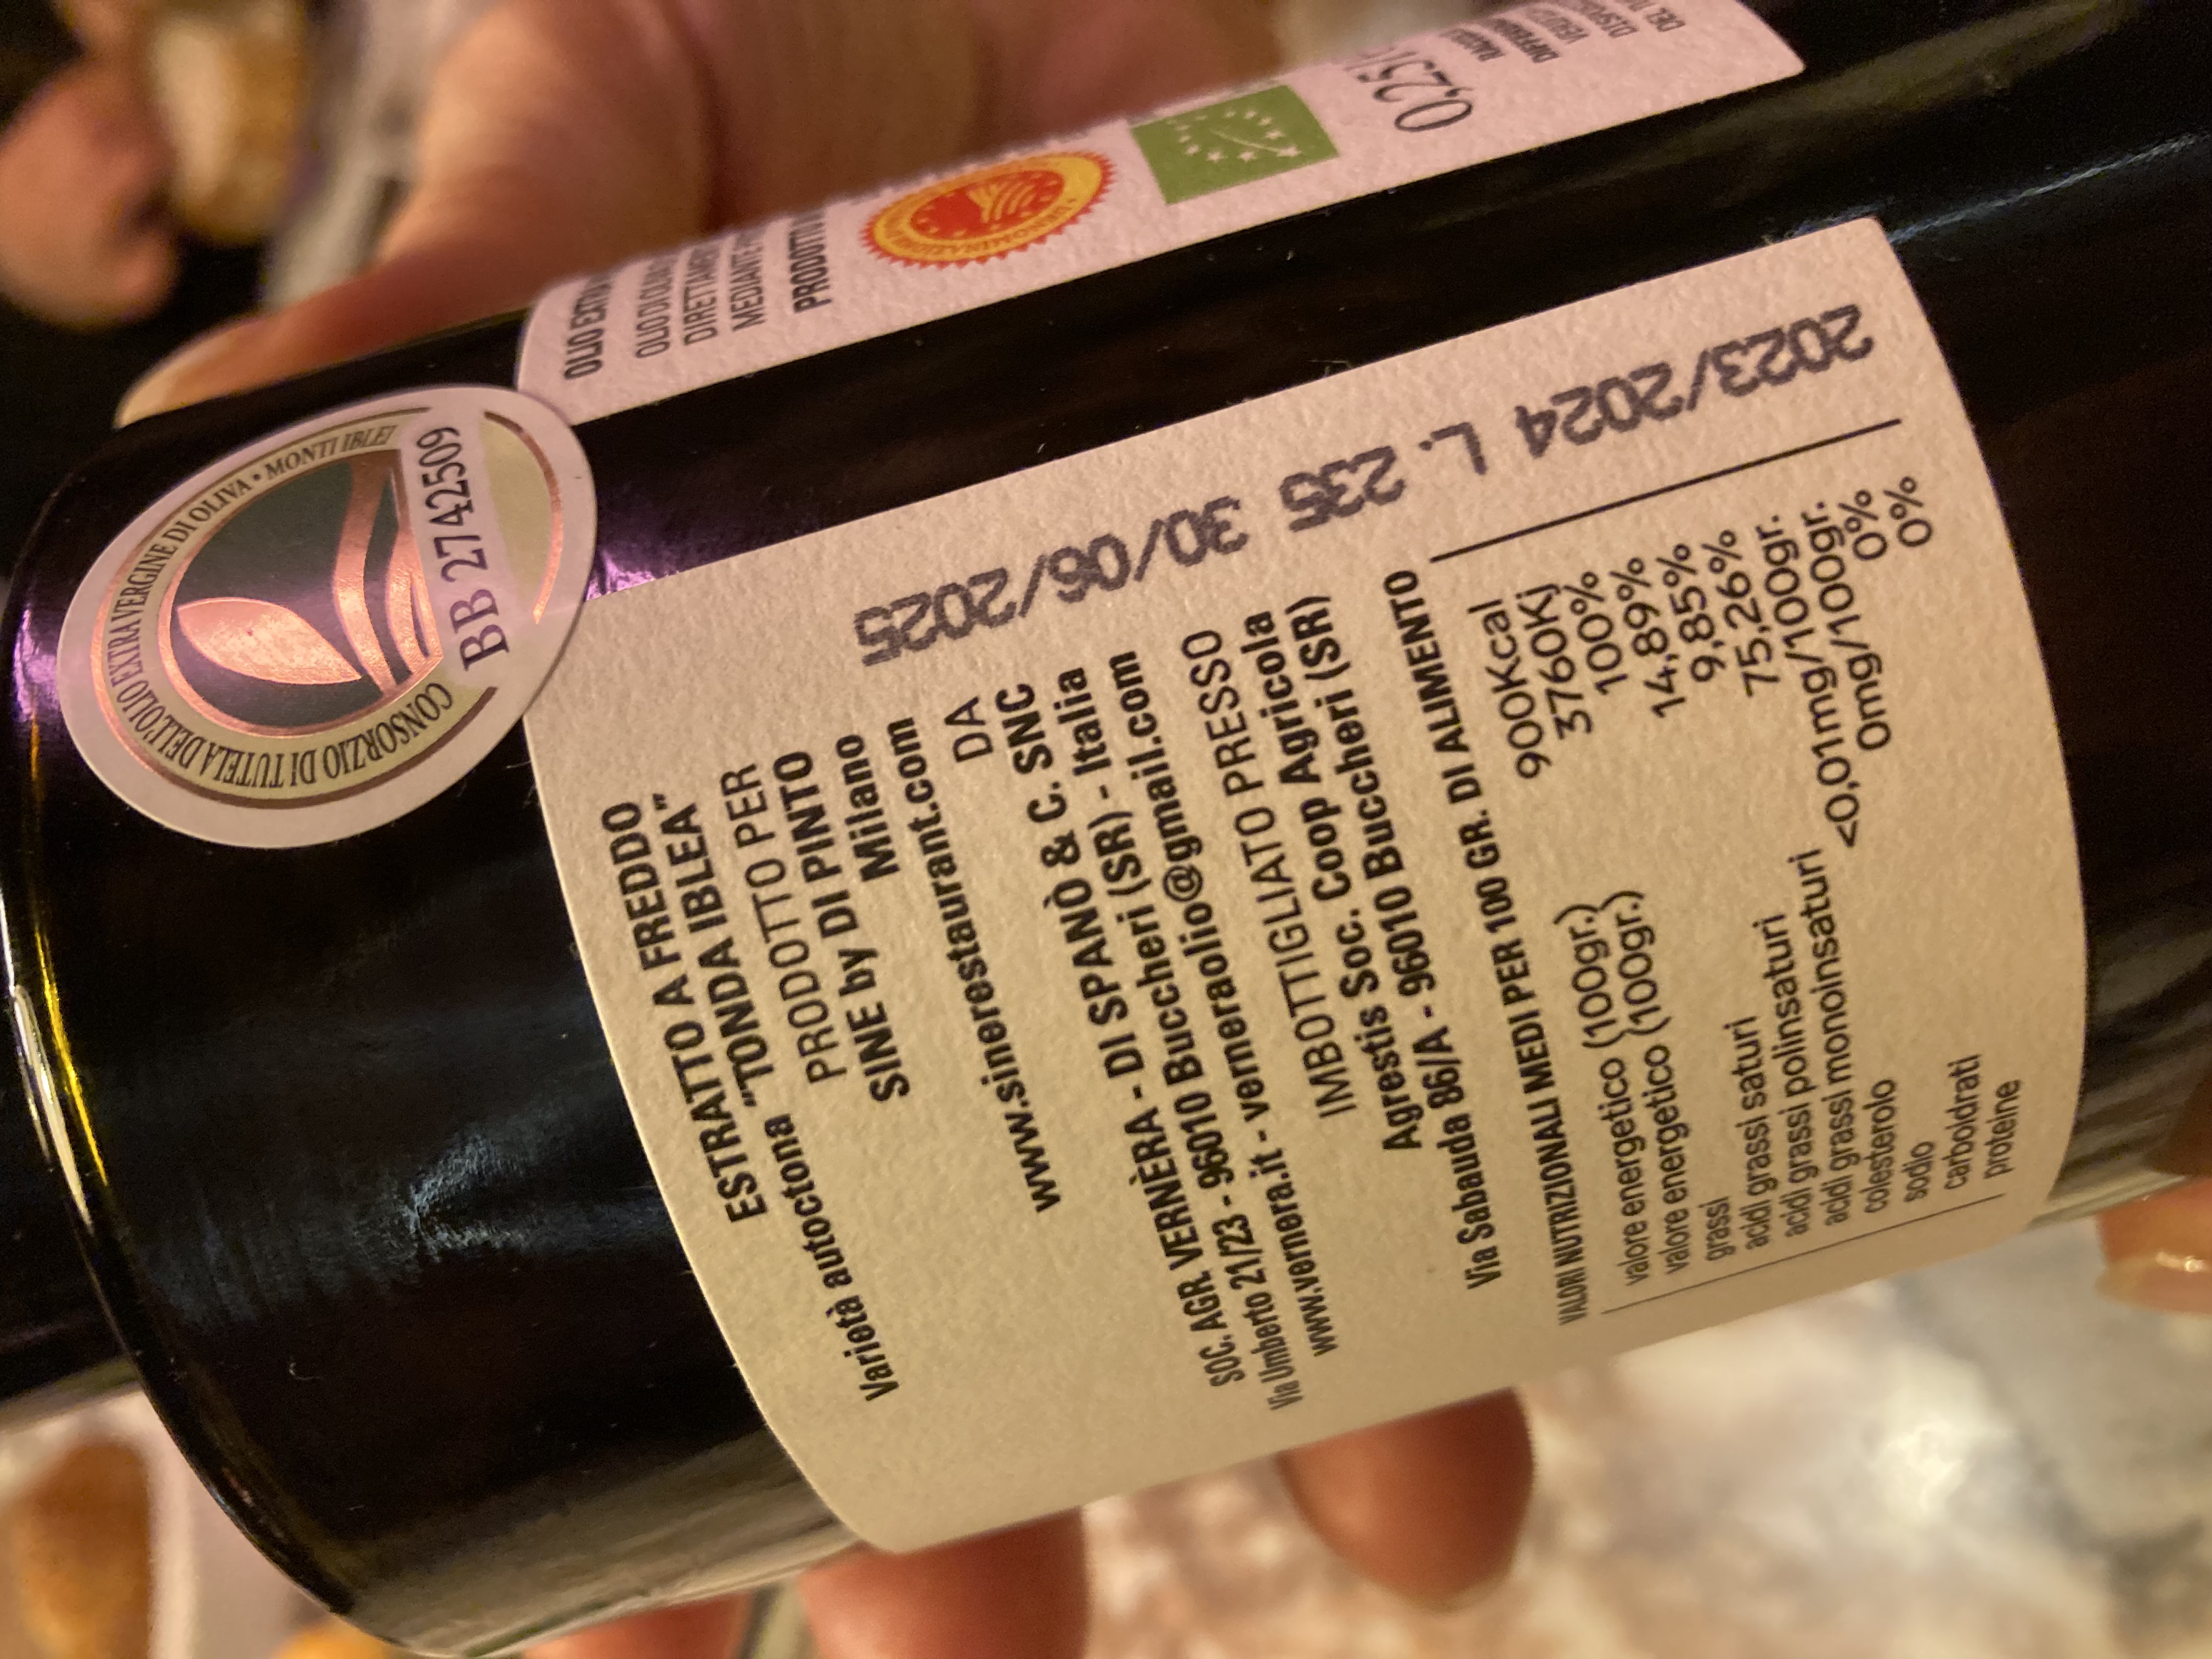 CONSORZIO DI TUTELA DELL'OLIO EXTRA VERGINE DI OLIVA • MONTI IBLEI
BB 2742509
ESTRATTO A FREDDO
Varietà autoctona "TONDA IBLEA"
PRODOTTO PER
SINE by DI PINTO
Milano
www.sinerestaurant.com
DA
SOC. AGR. VERNÈRA - DI SPANÒ & C. SNC
Via Umberto 21/23 - 96010 Buccheri (SR) - Italia
www.vernera.it - verneraolio@gmail.com
IMBOTTIGLIATO PRESSO
Agrestis Soc. Coop Agricola
Via Sabauda 86/A - 96010 Buccheri (SR)
VALORI NUTRIZIONALI MEDI PER 100 GR. DI ALIMENTO
valore energetico (100gr.) 900Kcal
valore energetico (100gr.) 3760Kj
grassi 100%
acidi grassi saturi 14,89%
acidi grassi polinsaturi 9,85%
acidi grassi monoinsaturi 75,26%
colesterolo <0,01mg/100gr.
sodio 0mg/100gr.
carboidrati 0%
proteine 0%
2023/2024 L. 235 30/06/2025
OLIO EXTRA
OLIO DI OLIVA
DIRETTAMENTE
MEDIANTE
PRODOTTO
0,25 l